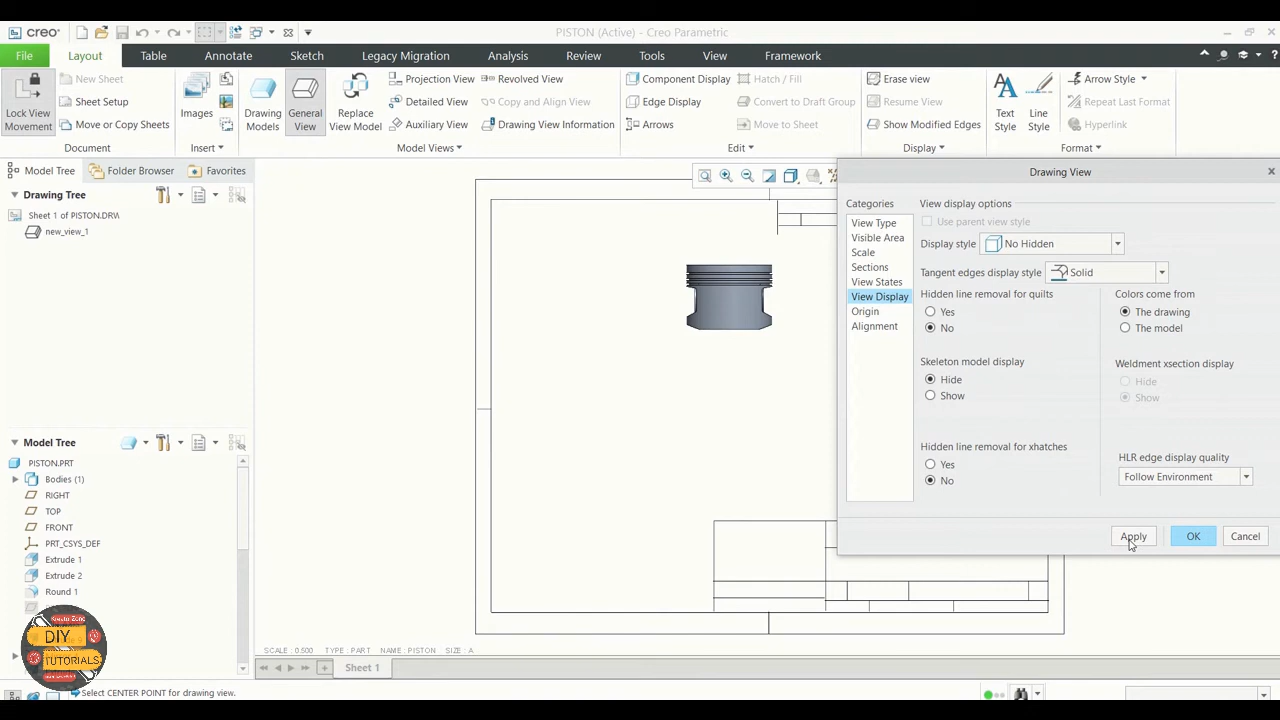 creo
PISTON (Active) - Creo Parametric
File Layout Table Annotate Sketch Legacy Migration Analysis Review Tools View Framework
Lock View Movement
New Sheet
Sheet Setup
Move or Copy Sheets
Document
Images
Insert
Drawing Models
General View
Replace View Model
Projection View
Detailed View
Auxiliary View
Revolved View
Copy and Align View
Drawing View Information
Model Views
Component Display
Edge Display
Arrows
Hatch / Fill
Convert to Draft Group
Move to Sheet
Edit
Erase view
Resume View
Show Modified Edges
Display
Text Style
Line Style
Arrow Style
Repeat Last Format
Hyperlink
Format
Model Tree Folder Browser Favorites
Drawing Tree
Sheet 1 of PISTON.DRW
new_view_1
Model Tree
PISTON.PRT
Bodies (1)
RIGHT
TOP
FRONT
PRT_CSYS_DEF
Extrude 1
Extrude 2
Round 1
Kreator Zone
DIY
TUTORIALS
Drawing View
Categories
View Type
Visible Area
Scale
Sections
View States
View Display
Origin
Alignment
View display options
Use parent view style
Display style No Hidden
Tangent edges display style Solid
Hidden line removal for quilts
Yes
No
Colors come from
The drawing
The model
Skeleton model display
Hide
Show
Weldment xsection display
Hide
Show
Hidden line removal for xhatches
Yes
No
HLR edge display quality
Follow Environment
Apply OK Cancel
SCALE : 0.500 TYPE : PART NAME : PISTON SIZE : A
Sheet 1
Select CENTER POINT for drawing view.